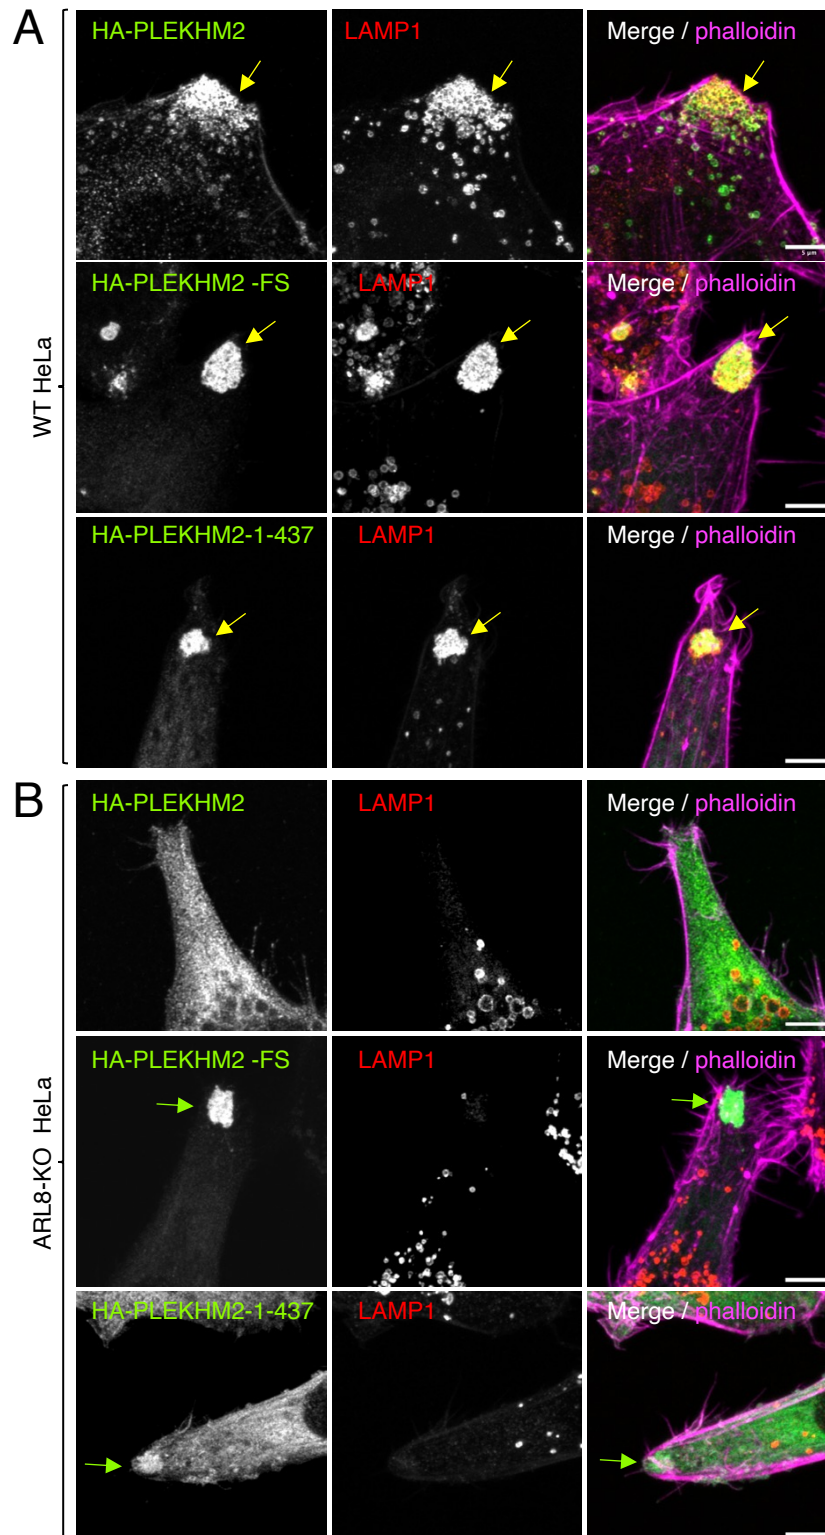 A
HA-PLEKHM2
LAMP1
Merge / phalloidin
5 µm
WT HeLa
HA-PLEKHM2 -FS
LAMP1
Merge / phalloidin
HA-PLEKHM2-1-437
LAMP1
Merge / phalloidin
B
HA-PLEKHM2
LAMP1
Merge / phalloidin
ARL8-KO HeLa
HA-PLEKHM2 -FS
LAMP1
Merge / phalloidin
HA-PLEKHM2-1-437
LAMP1
Merge / phalloidin